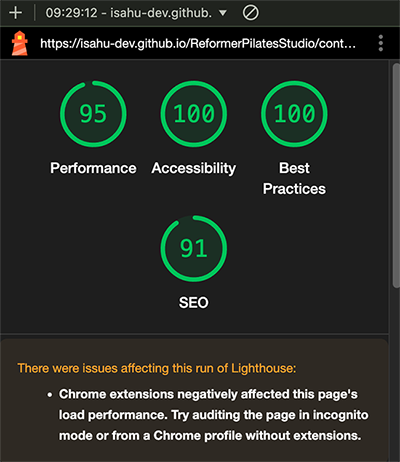 09:29:12 - isahu-dev.github.
https://isahu-dev.github.io/ReformerPilatesStudio/cont…
95
100
100
Performance
Accessibility
Best
Practices
91
SEO
There were issues affecting this run of Lighthouse:
• Chrome extensions negatively affected this page's
load performance. Try auditing the page in incognito
mode or from a Chrome profile without extensions.